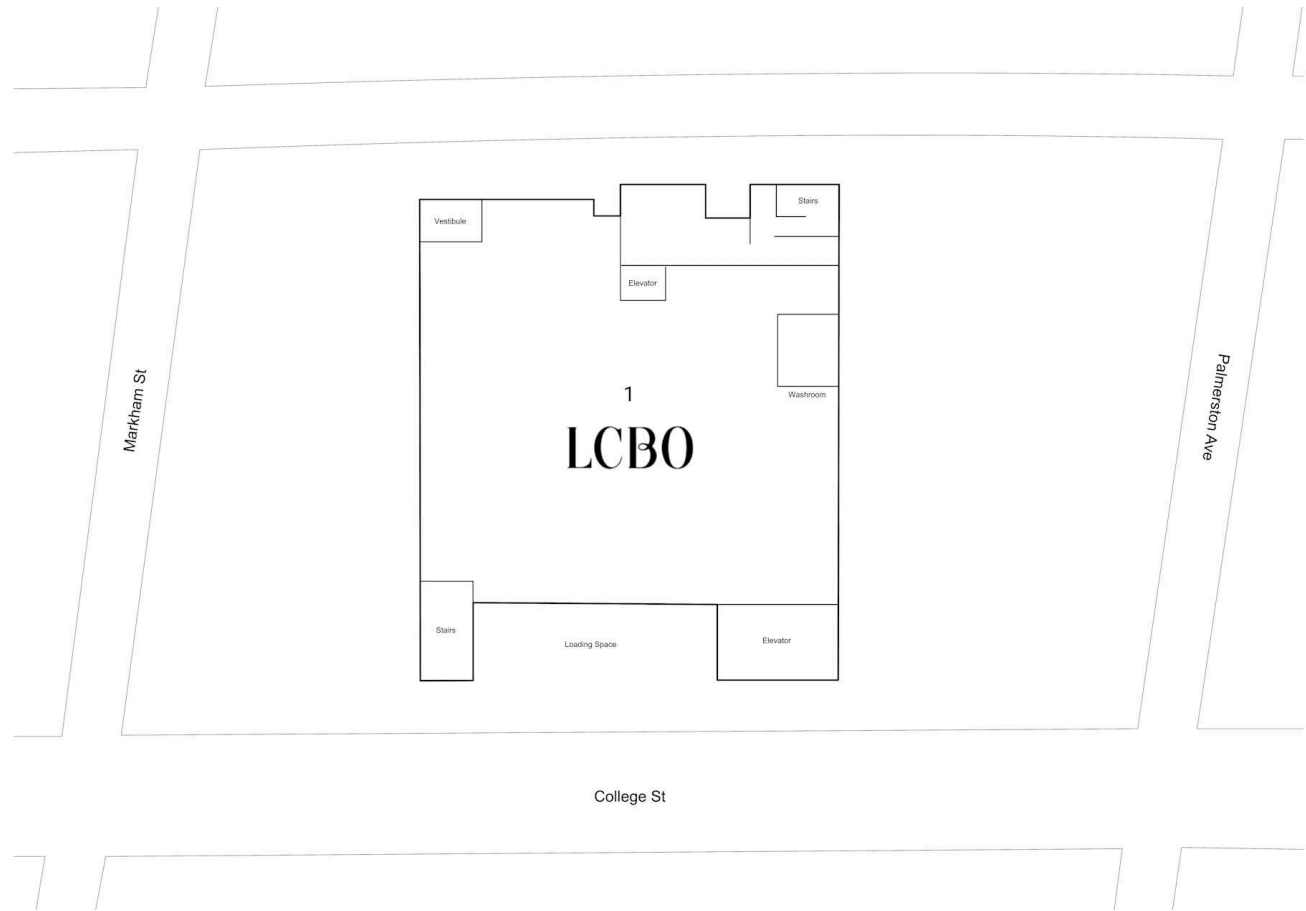 Stairs
Vestibule
Elevator
Markham St
Palmerston Ave
1
Washroom
LCBO
Stairs
Loading Space
Elevator
College St